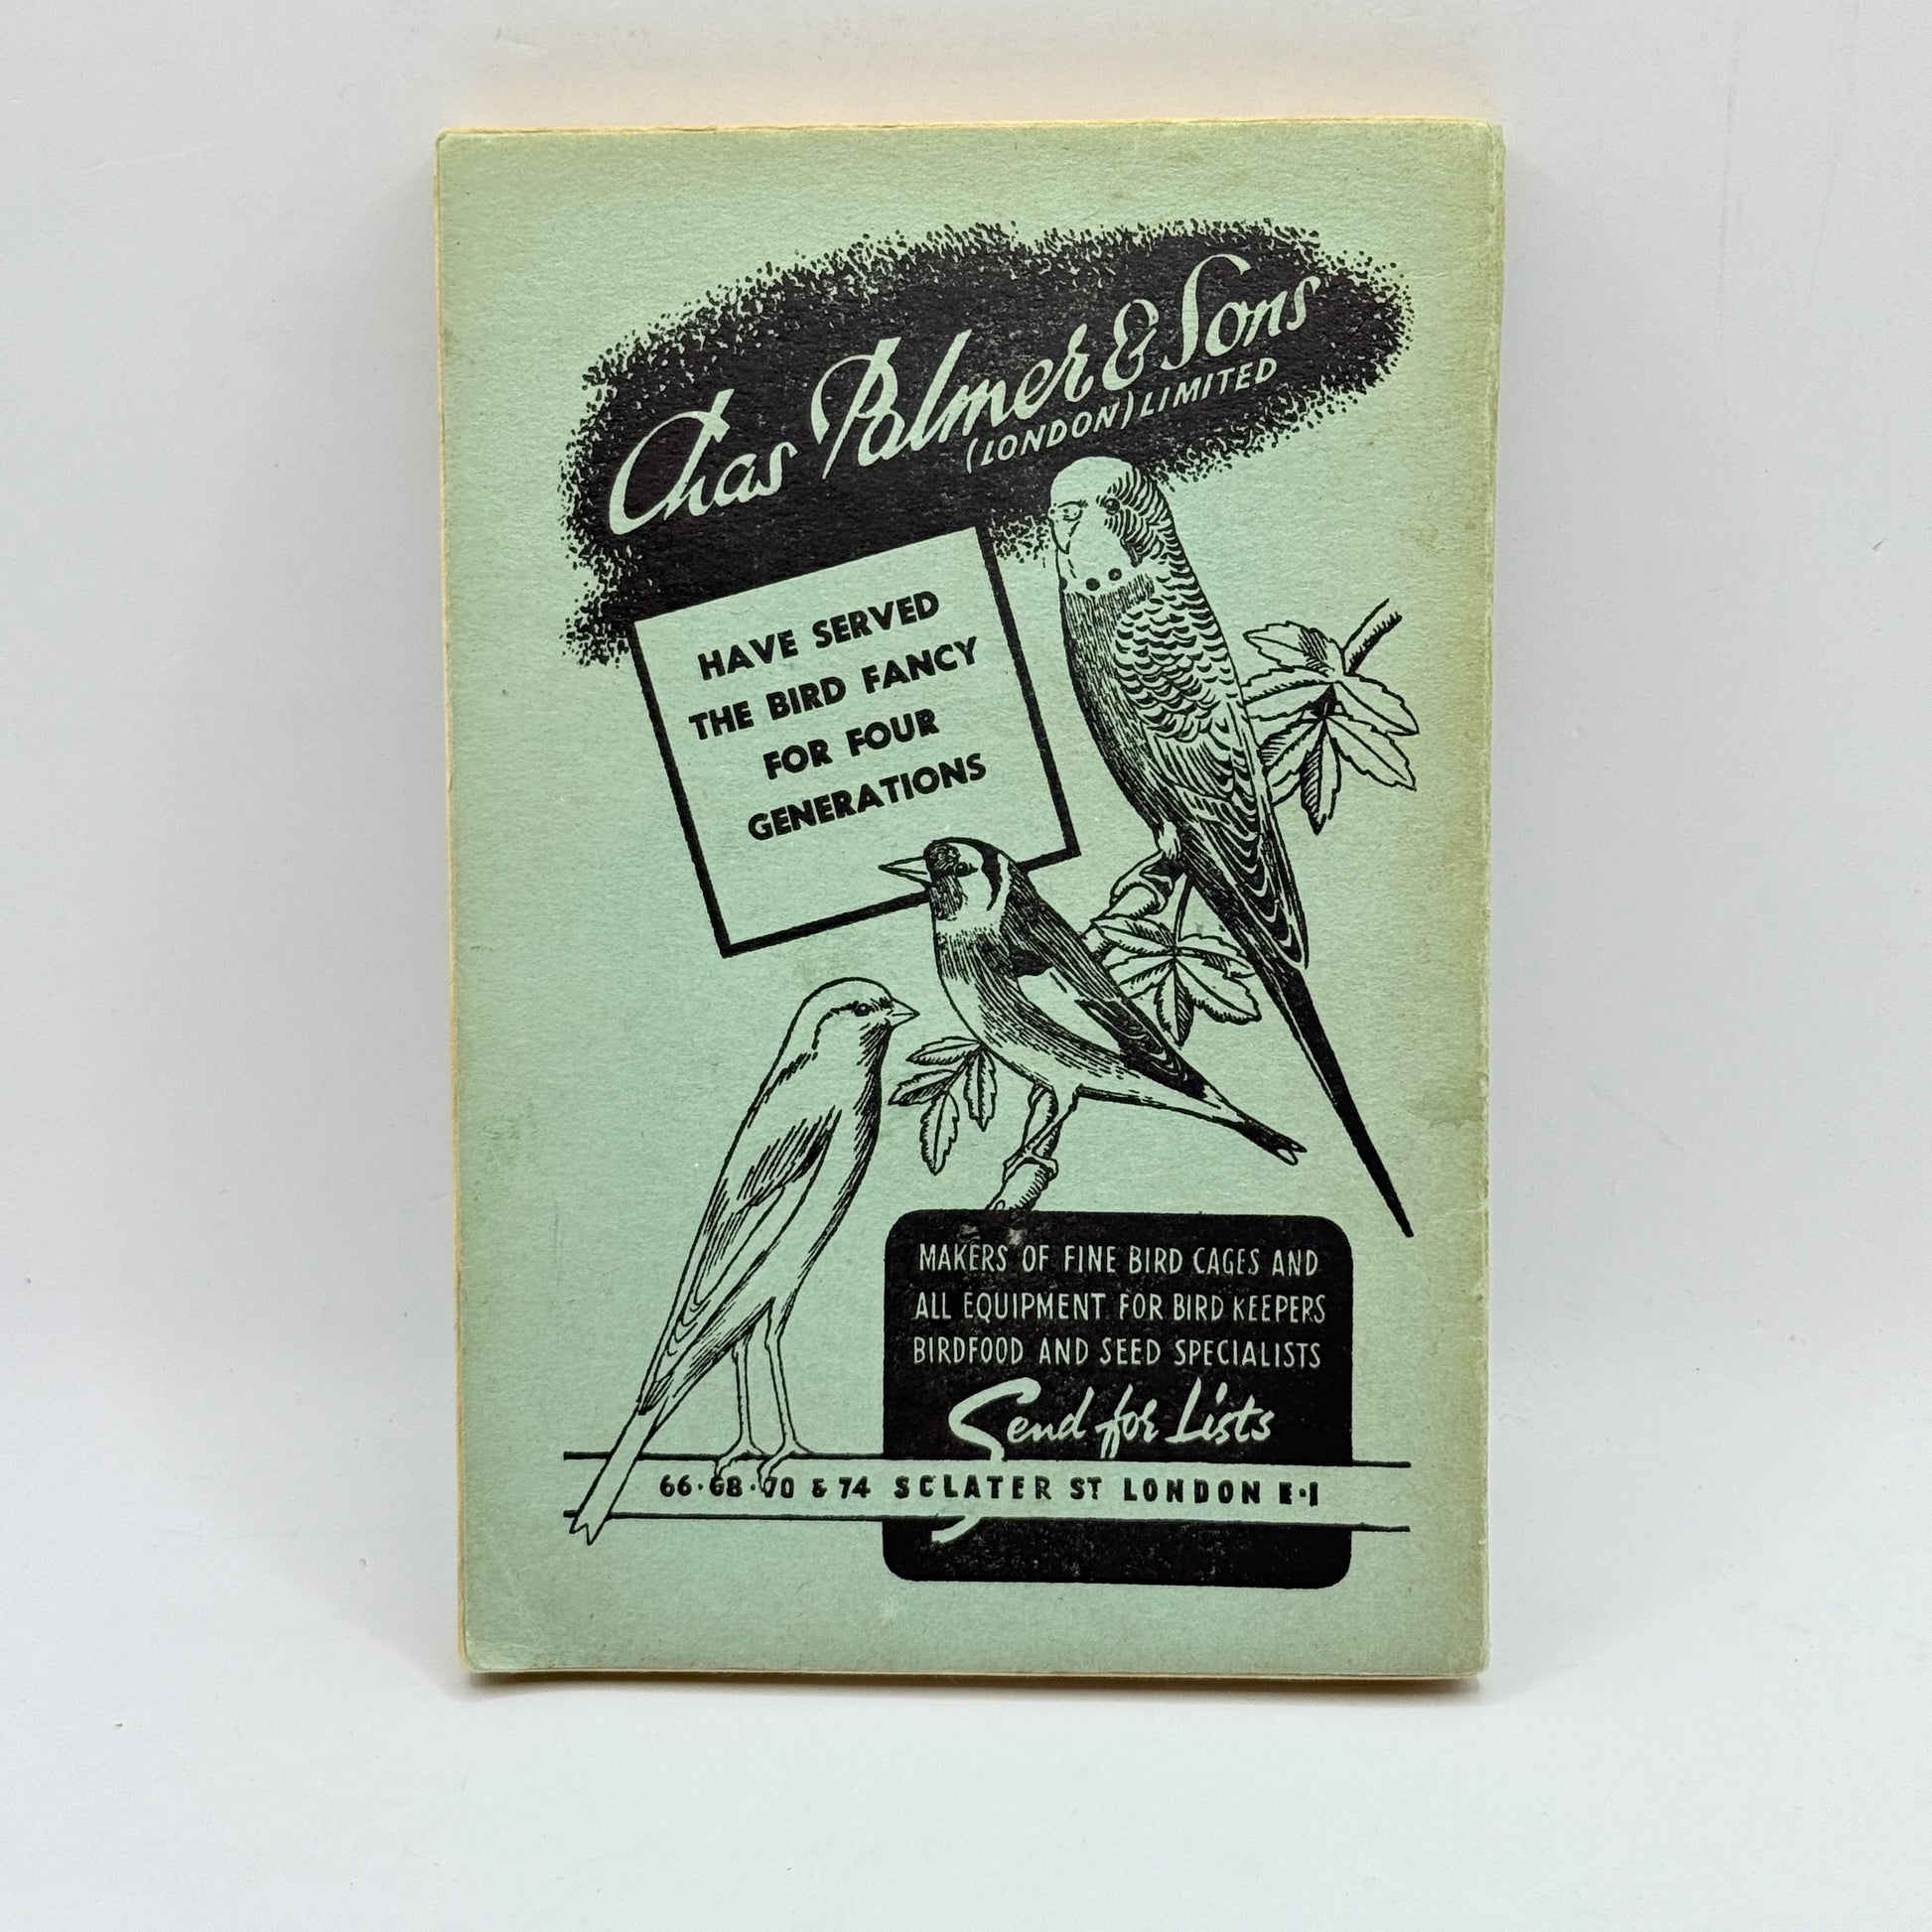 Chas Palmer & Sons
(LONDON) LIMITED
HAVE SERVED
THE BIRD FANCY
FOR FOUR
GENERATIONS
MAKERS OF FINE BIRD CAGES AND
ALL EQUIPMENT FOR BIRD KEEPERS
BIRDFOOD AND SEED SPECIALISTS
Send for Lists
66·68·70 & 74 SCLATER ST LONDON E·1